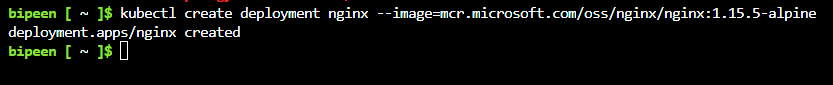 bipeen [ ~ ]$ kubectl create deployment nginx --image=mcr.microsoft.com/oss/nginx/nginx:1.15.5-alpine
deployment.apps/nginx created
bipeen [ ~ ]$